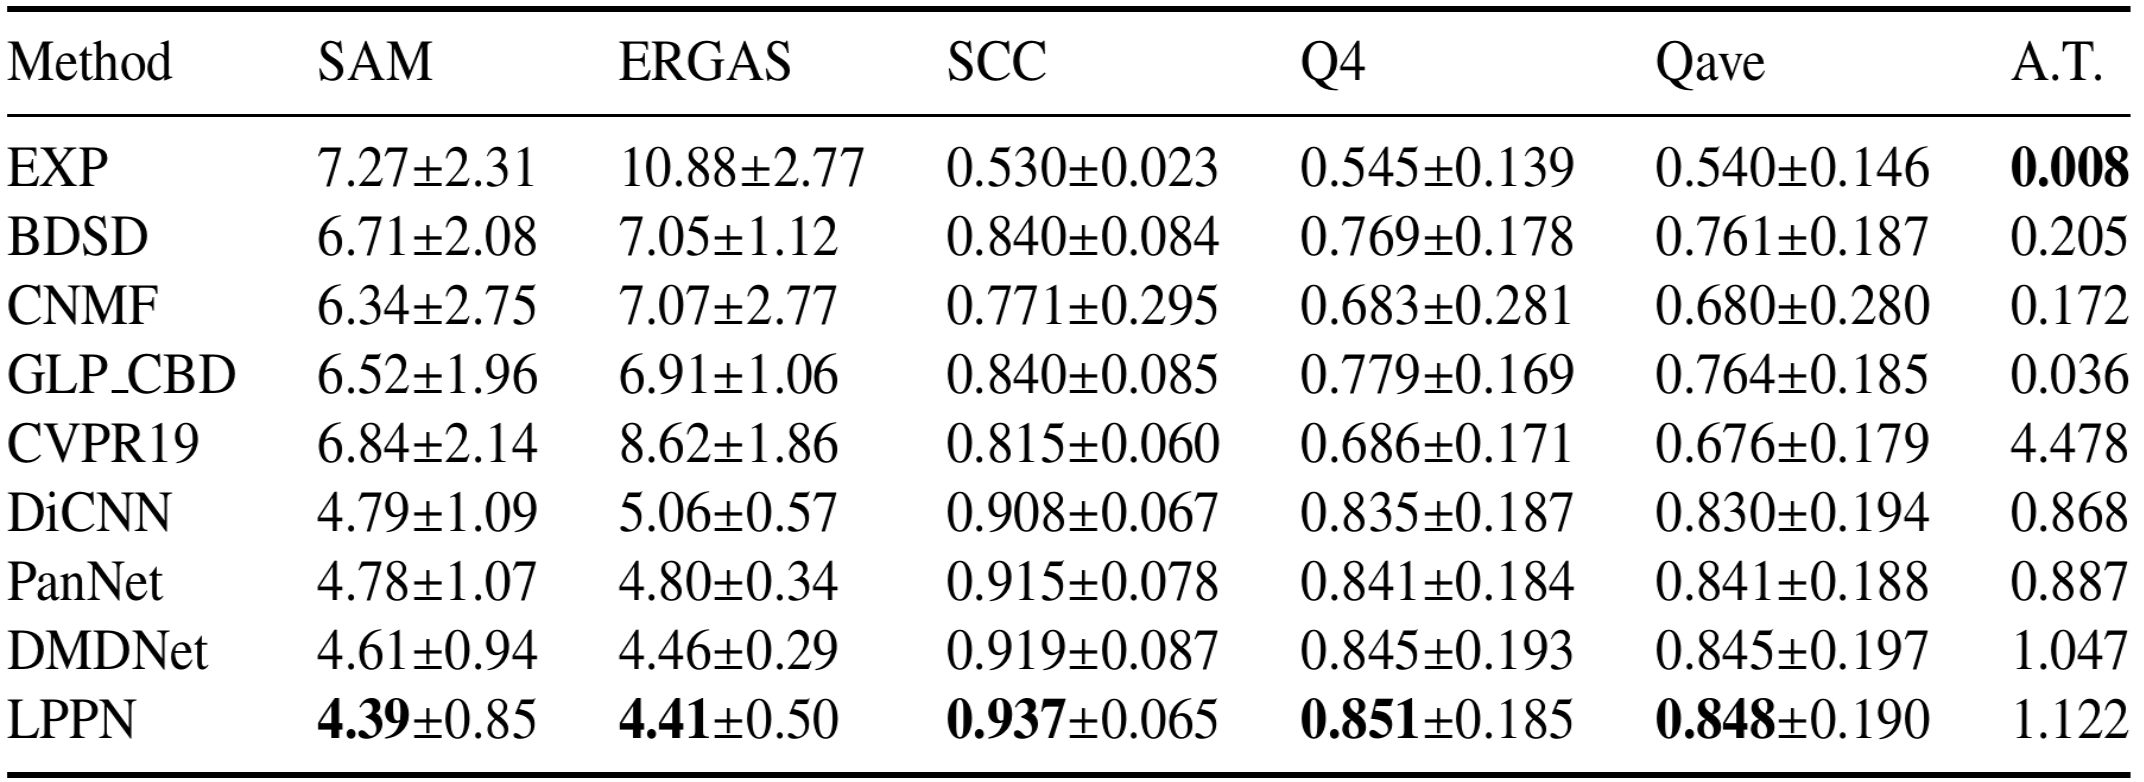 Method SAM ERGAS SCC Q4 Qave A.T.
EXP 7.27±2.31 10.88±2.77 0.530±0.023 0.545±0.139 0.540±0.146 0.008
BDSD 6.71±2.08 7.05±1.12 0.840±0.084 0.769±0.178 0.761±0.187 0.205
CNMF 6.34±2.75 7.07±2.77 0.771±0.295 0.683±0.281 0.680±0.280 0.172
GLP_CBD 6.52±1.96 6.91±1.06 0.840±0.085 0.779±0.169 0.764±0.185 0.036
CVPR19 6.84±2.14 8.62±1.86 0.815±0.060 0.686±0.171 0.676±0.179 4.478
DiCNN 4.79±1.09 5.06±0.57 0.908±0.067 0.835±0.187 0.830±0.194 0.868
PanNet 4.78±1.07 4.80±0.34 0.915±0.078 0.841±0.184 0.841±0.188 0.887
DMDNet 4.61±0.94 4.46±0.29 0.919±0.087 0.845±0.193 0.845±0.197 1.047
LPPN 4.39±0.85 4.41±0.50 0.937±0.065 0.851±0.185 0.848±0.190 1.122